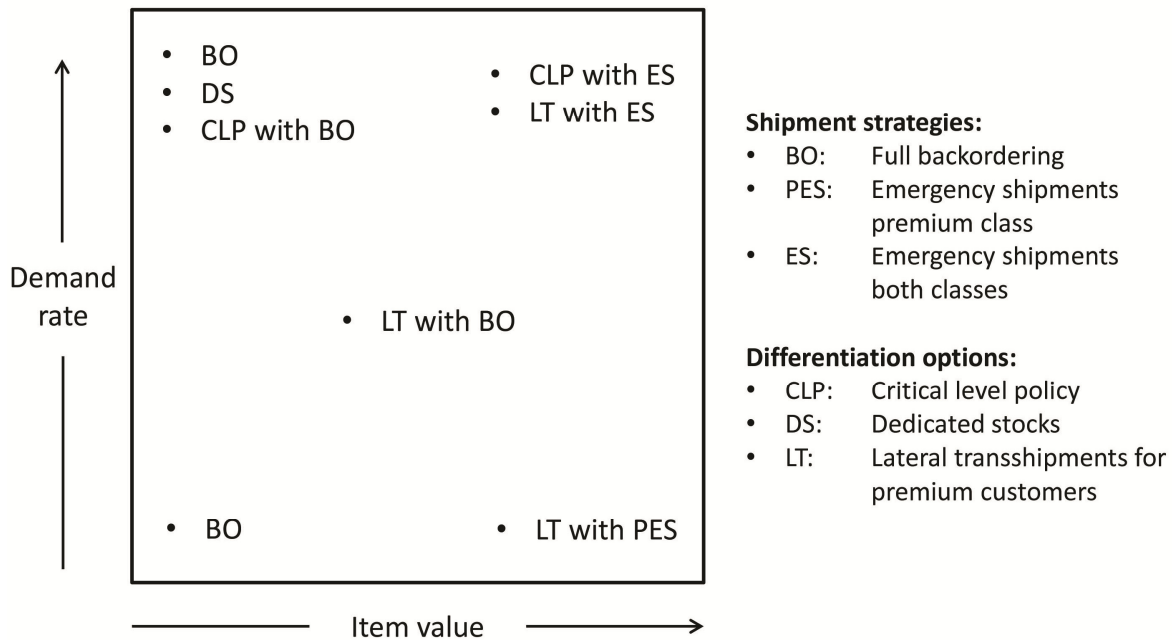 • BO
• DS
• CLP with BO
• CLP with ES
• LT with ES
Demand
rate
• LT with BO
• BO
• LT with PES
Item value
Shipment strategies:
• BO: Full backordering
• PES: Emergency shipments
premium class
• ES: Emergency shipments
both classes
Differentiation options:
• CLP: Critical level policy
• DS: Dedicated stocks
• LT: Lateral transshipments for
premium customers